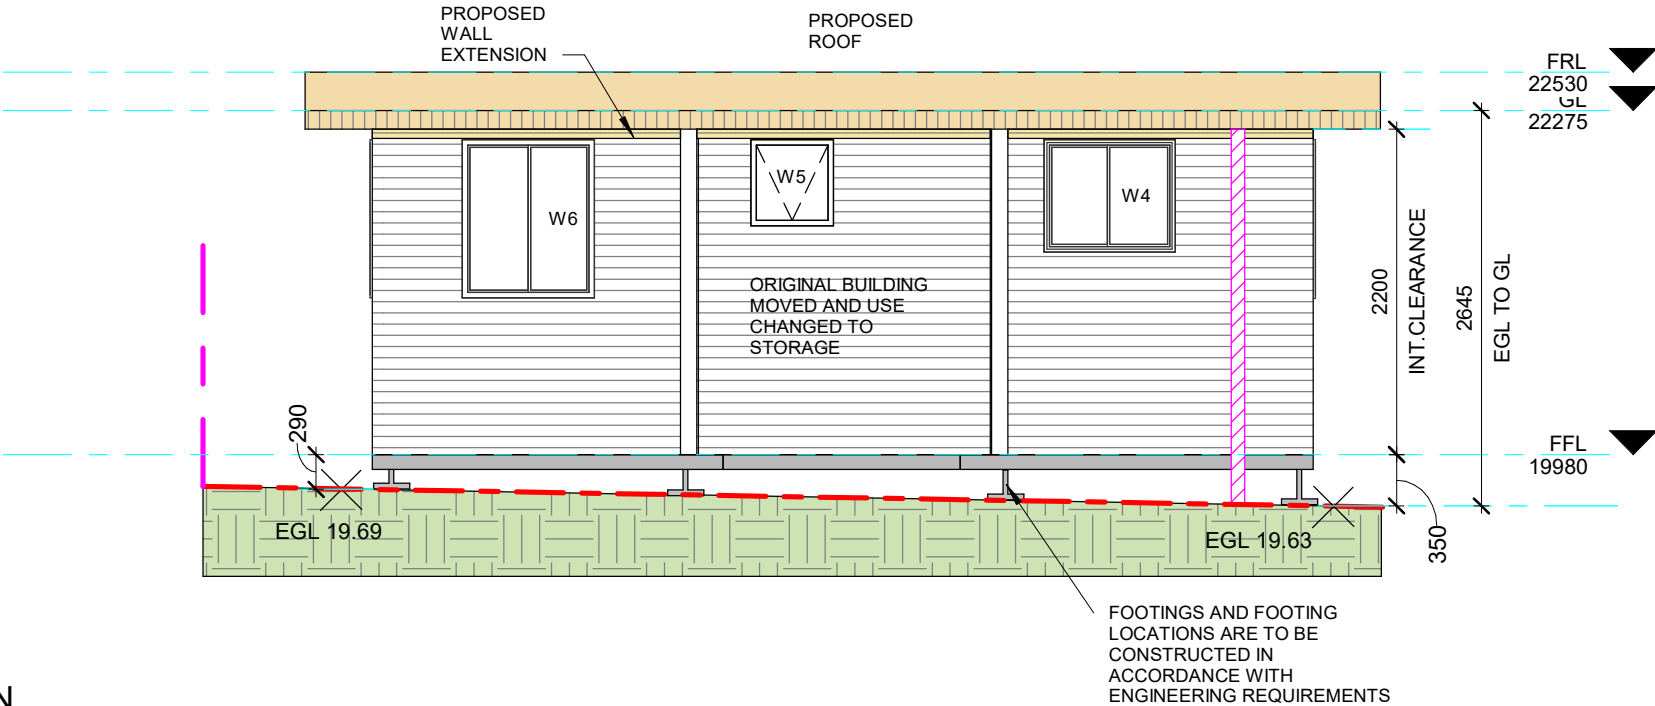 PROPOSED
WALL
EXTENSION
PROPOSED
ROOF
FRL
22530
GL
22275
W6
W5
W4
ORIGINAL BUILDING
MOVED AND USE
CHANGED TO
STORAGE
2200
INT.CLEARANCE
2645
EGL TO GL
290
FFL
19980
EGL 19.69
EGL 19.63
350
FOOTINGS AND FOOTING
LOCATIONS ARE TO BE
CONSTRUCTED IN
ACCORDANCE WITH
ENGINEERING REQUIREMENTS
N